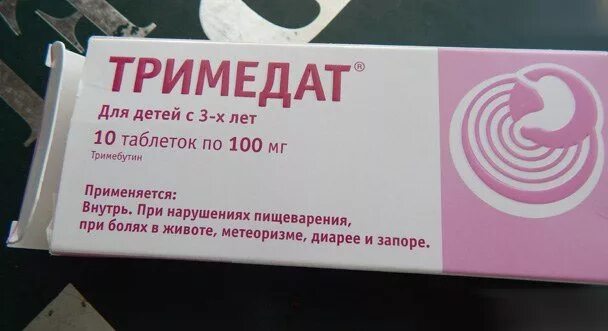 ТРИМЕДАТ®
Для детей с 3-х лет
10 таблеток по 100 мг
Тримебутин
Применяется:
Внутрь. При нарушениях пищеварения,
при болях в животе, метеоризме, диарее и запоре.